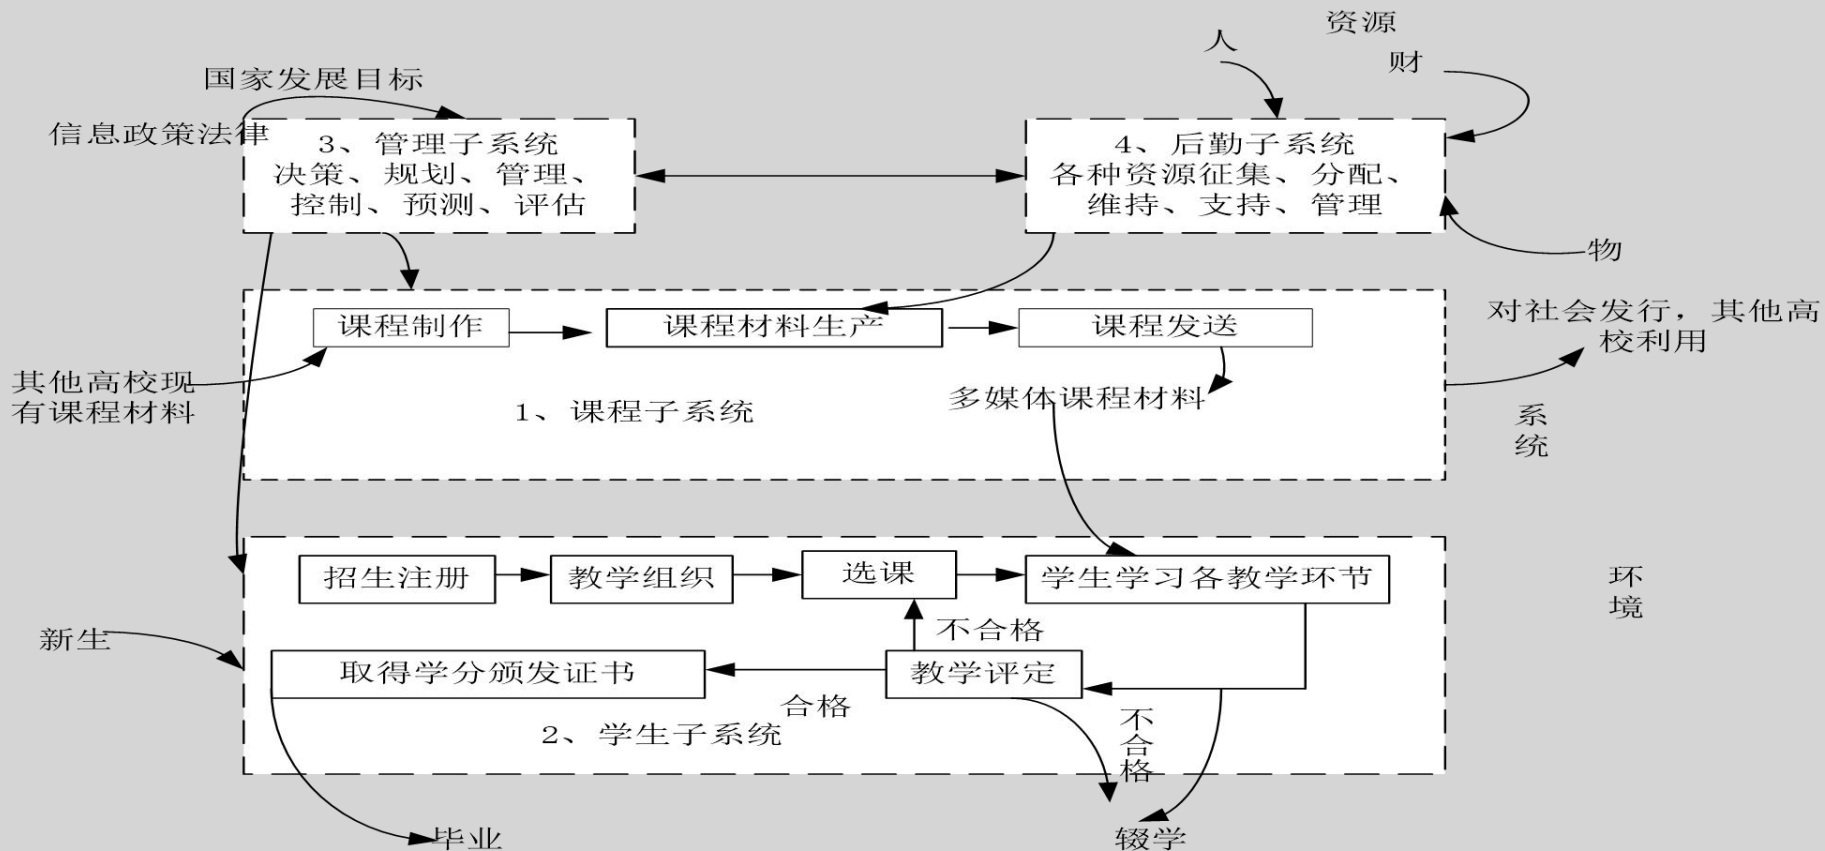 资源
人
财
国家发展目标
信息政策法律
3、管理子系统
决策、规划、管理、
控制、预测、评估
4、后勤子系统
各种资源征集、分配、
维持、支持、管理
物
课程制作
课程材料生产
课程发送
对社会发行，其他高
校利用
其他高校现
有课程材料
多媒体课程材料
1、课程子系统
系
统
招生注册
教学组织
选课
学生学习各教学环节
环
境
新生
不合格
取得学分颁发证书
教学评定
合格
不
合
格
2、学生子系统
毕业
辍学